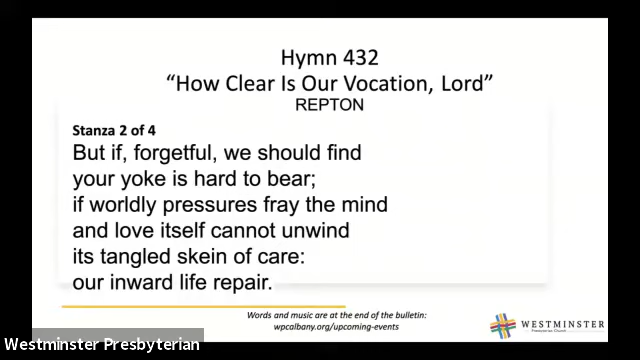 Hymn 432
“How Clear Is Our Vocation, Lord”
REPTON
Stanza 2 of 4
But if, forgetful, we should find
your yoke is hard to bear;
if worldly pressures fray the mind
and love itself cannot unwind
its tangled skein of care:
our inward life repair.
Words and music are at the end of the bulletin:
wpcalbany.org/upcoming-events
WESTMINSTER
Presbyterian Church
Westminster Presbyterian